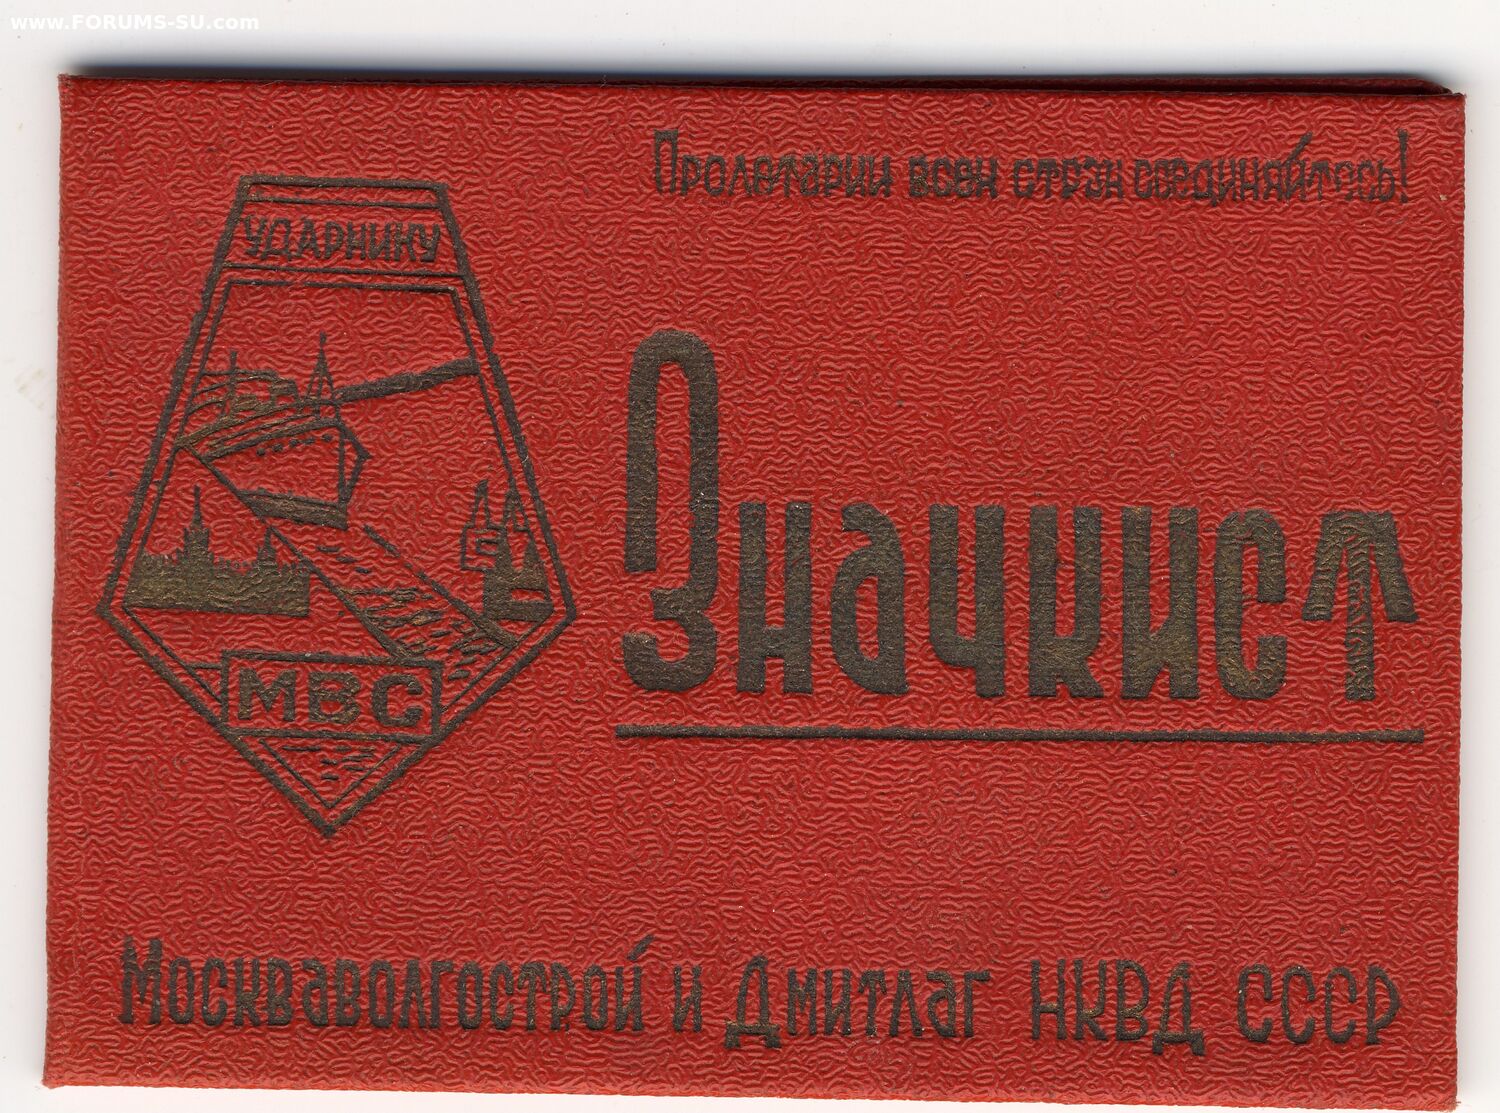 www.FORUMS-SU.com
Пролетарии всех стран соединяйтесь!
УДАРНИКУ
Значкист
МВС
Москваволгострой и Дмитлаг НКВД СССР